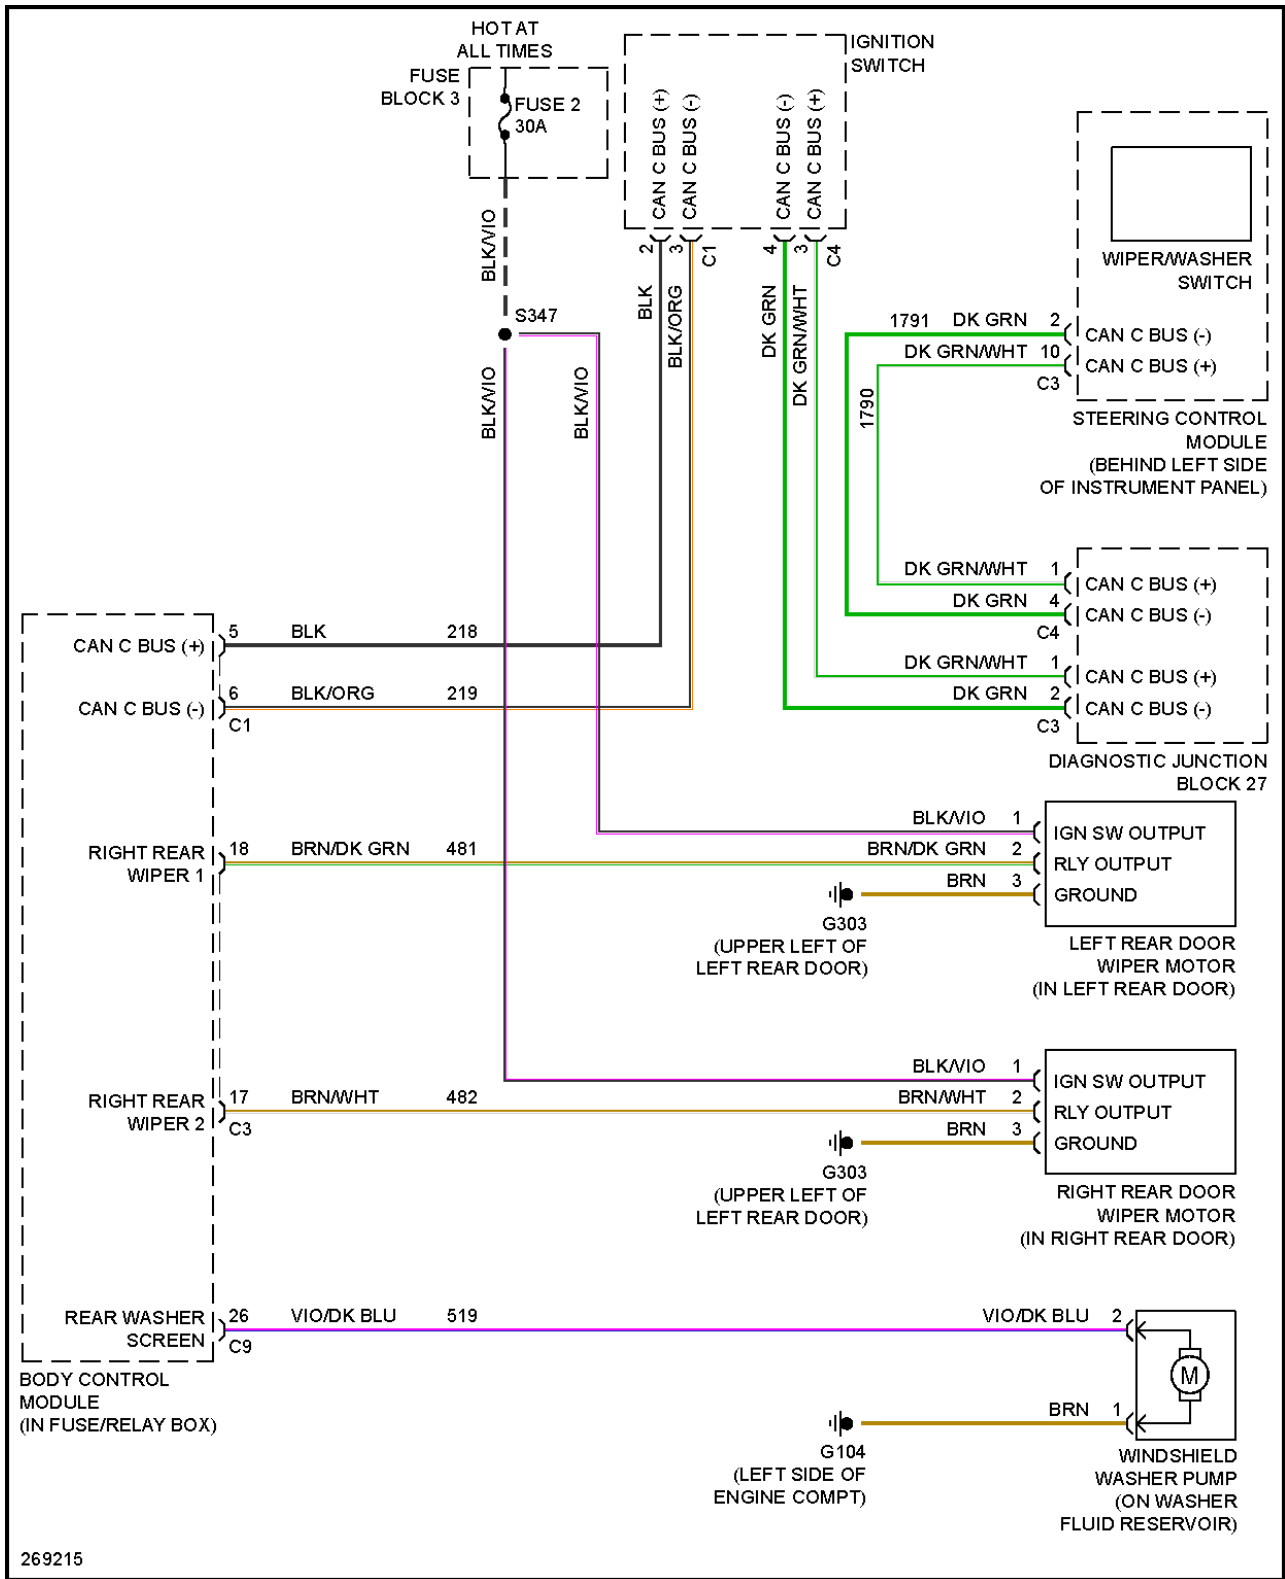 HOT AT
ALL TIMES
FUSE
BLOCK 3
FUSE 2
30A
IGNITION
SWITCH
CAN C BUS (+)
CAN C BUS (-)
CAN C BUS (-)
CAN C BUS (+)
2
3
C1
4
3
C4
BLK/VIO
S347
BLK/VIO
BLK/VIO
BLK
BLK/ORG
DK GRN
DK GRN/WHT
WIPER/WASHER
SWITCH
1791 DK GRN 2
CAN C BUS (-)
DK GRN/WHT 10
CAN C BUS (+)
C3
1790
STEERING CONTROL
MODULE
(BEHIND LEFT SIDE
OF INSTRUMENT PANEL)
DK GRN/WHT 1
CAN C BUS (+)
DK GRN 4
CAN C BUS (-)
C4
DK GRN/WHT 1
CAN C BUS (+)
DK GRN 2
CAN C BUS (-)
C3
DIAGNOSTIC JUNCTION
BLOCK 27
CAN C BUS (+)
5 BLK 218
CAN C BUS (-)
6 BLK/ORG 219
C1
BLK/VIO 1
IGN SW OUTPUT
RIGHT REAR
WIPER 1
18 BRN/DK GRN 481
BRN/DK GRN 2
RLY OUTPUT
BRN 3
GROUND
G303
(UPPER LEFT OF
LEFT REAR DOOR)
LEFT REAR DOOR
WIPER MOTOR
(IN LEFT REAR DOOR)
BLK/VIO 1
IGN SW OUTPUT
RIGHT REAR
WIPER 2
17 BRN/WHT 482
C3
BRN/WHT 2
RLY OUTPUT
BRN 3
GROUND
G303
(UPPER LEFT OF
LEFT REAR DOOR)
RIGHT REAR DOOR
WIPER MOTOR
(IN RIGHT REAR DOOR)
REAR WASHER
SCREEN
26 VIO/DK BLU 519
C9
VIO/DK BLU 2
M
BODY CONTROL
MODULE
(IN FUSE/RELAY BOX)
BRN 1
G104
(LEFT SIDE OF
ENGINE COMPT)
WINDSHIELD
WASHER PUMP
(ON WASHER
FLUID RESERVOIR)
269215